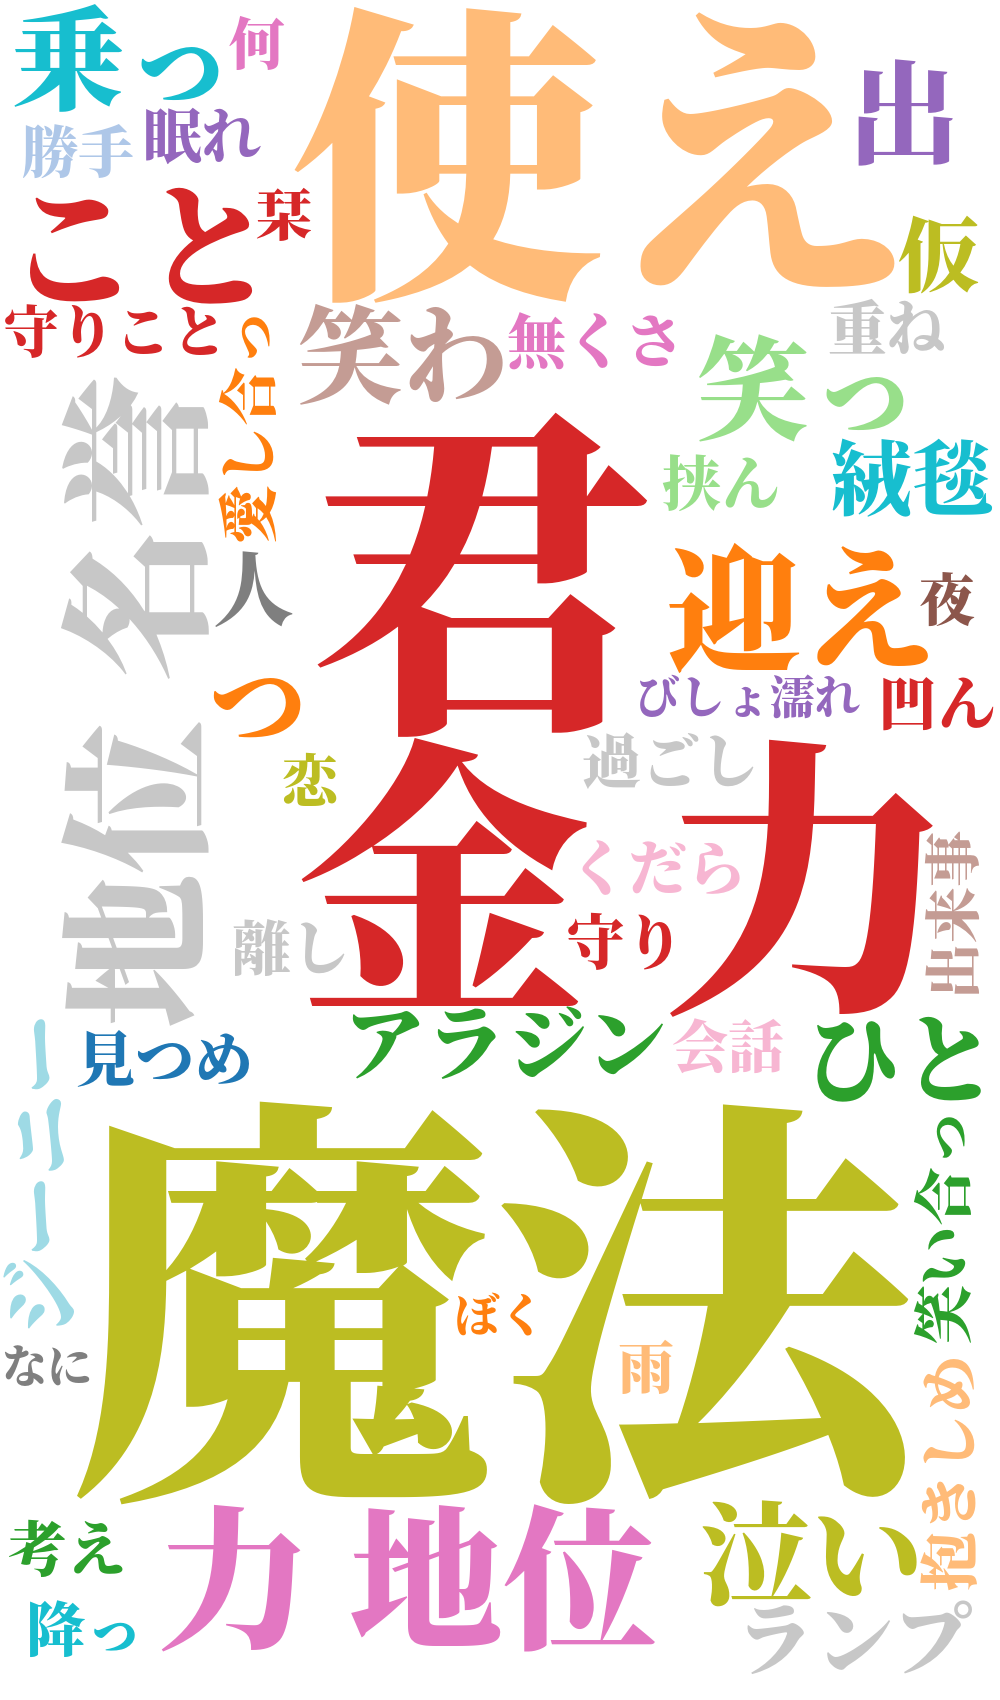 乗っ
何
使え
出
勝手
眠れ
こと
栞
仮
守りこと
愛し合っ
笑わ
無くさ
重ね
笑っ
地位 名誉
君
挟ん
絨毯
人
迎え
夜
つ
びしょ濡れ
凹ん
恋
過ごし
金力
くだら
出来事
離し
守り
ジーニー
見つめ
アラジン
会話
ひと
魔法
笑い合っ
ぼく
雨
なに
抱きしめ
考え
力 地位
泣い
降っ
ランプ